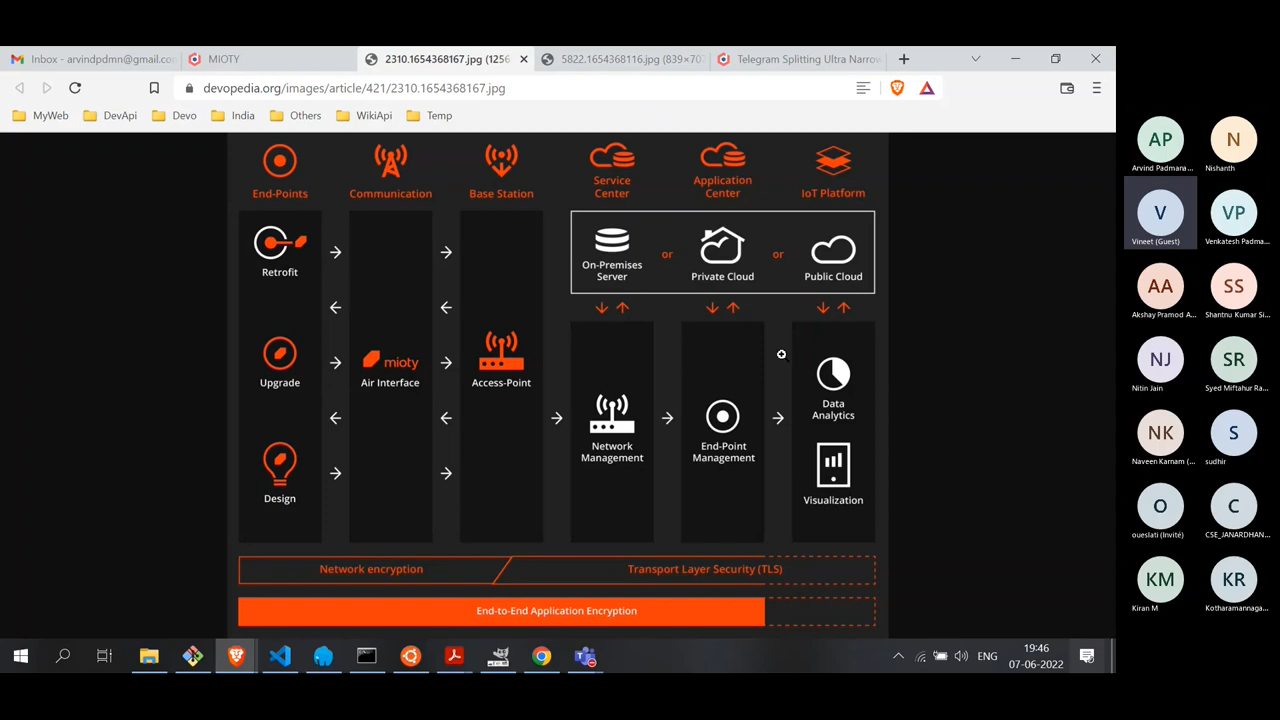 Inbox - arvindpdmn@gmail.co
MIOTY
2310.1654368167.jpg (1256
5822.1654368116.jpg (839×707
Telegram Splitting Ultra Narrow
devopedia.org/images/article/421/2310.1654368167.jpg
MyWeb
DevApi
Devo
India
Others
WikiApi
Temp
End-Points
Communication
Base Station
Service
Center
Application
Center
IoT Platform
Retrofit
Upgrade
Design
mioty
Air Interface
Access-Point
On-Premises
Server
or
Private Cloud
or
Public Cloud
Network
Management
End-Point
Management
Data
Analytics
Visualization
Network encryption
Transport Layer Security (TLS)
End-to-End Application Encryption
ENG
19:46
07-06-2022
AP
Arvind Padmana...
N
Nishanth
V
Vineet (Guest)
VP
Venkatesh Padma...
AA
Akshay Pramod A...
SS
Shantnu Kumar Si...
NJ
Nitin Jain
SR
Syed Miftahur Ra...
NK
Naveen Karnam (...
S
sudhir
O
oueslati (Invité)
C
CSE_JANARDHAN...
KM
Kiran M
KR
Kotharamannaga...